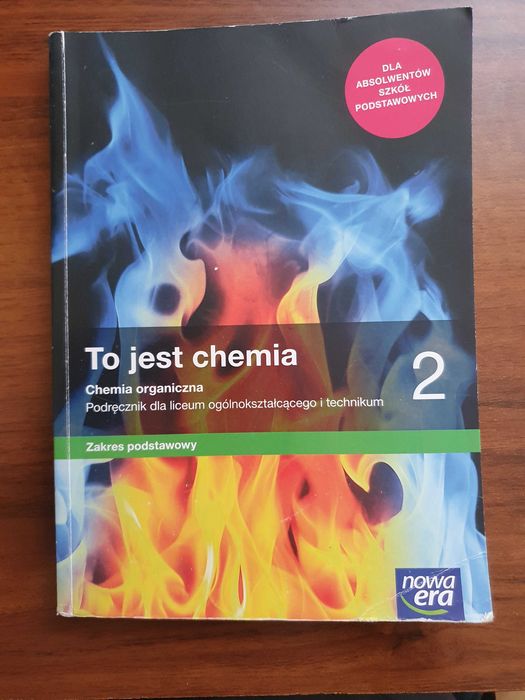 DLA
ABSOLWENTÓW
SZKÓŁ
PODSTAWOWYCH
To jest chemia
2
Chemia organiczna
Podręcznik dla liceum ogólnokształcącego i technikum
Zakres podstawowy
nowa
era